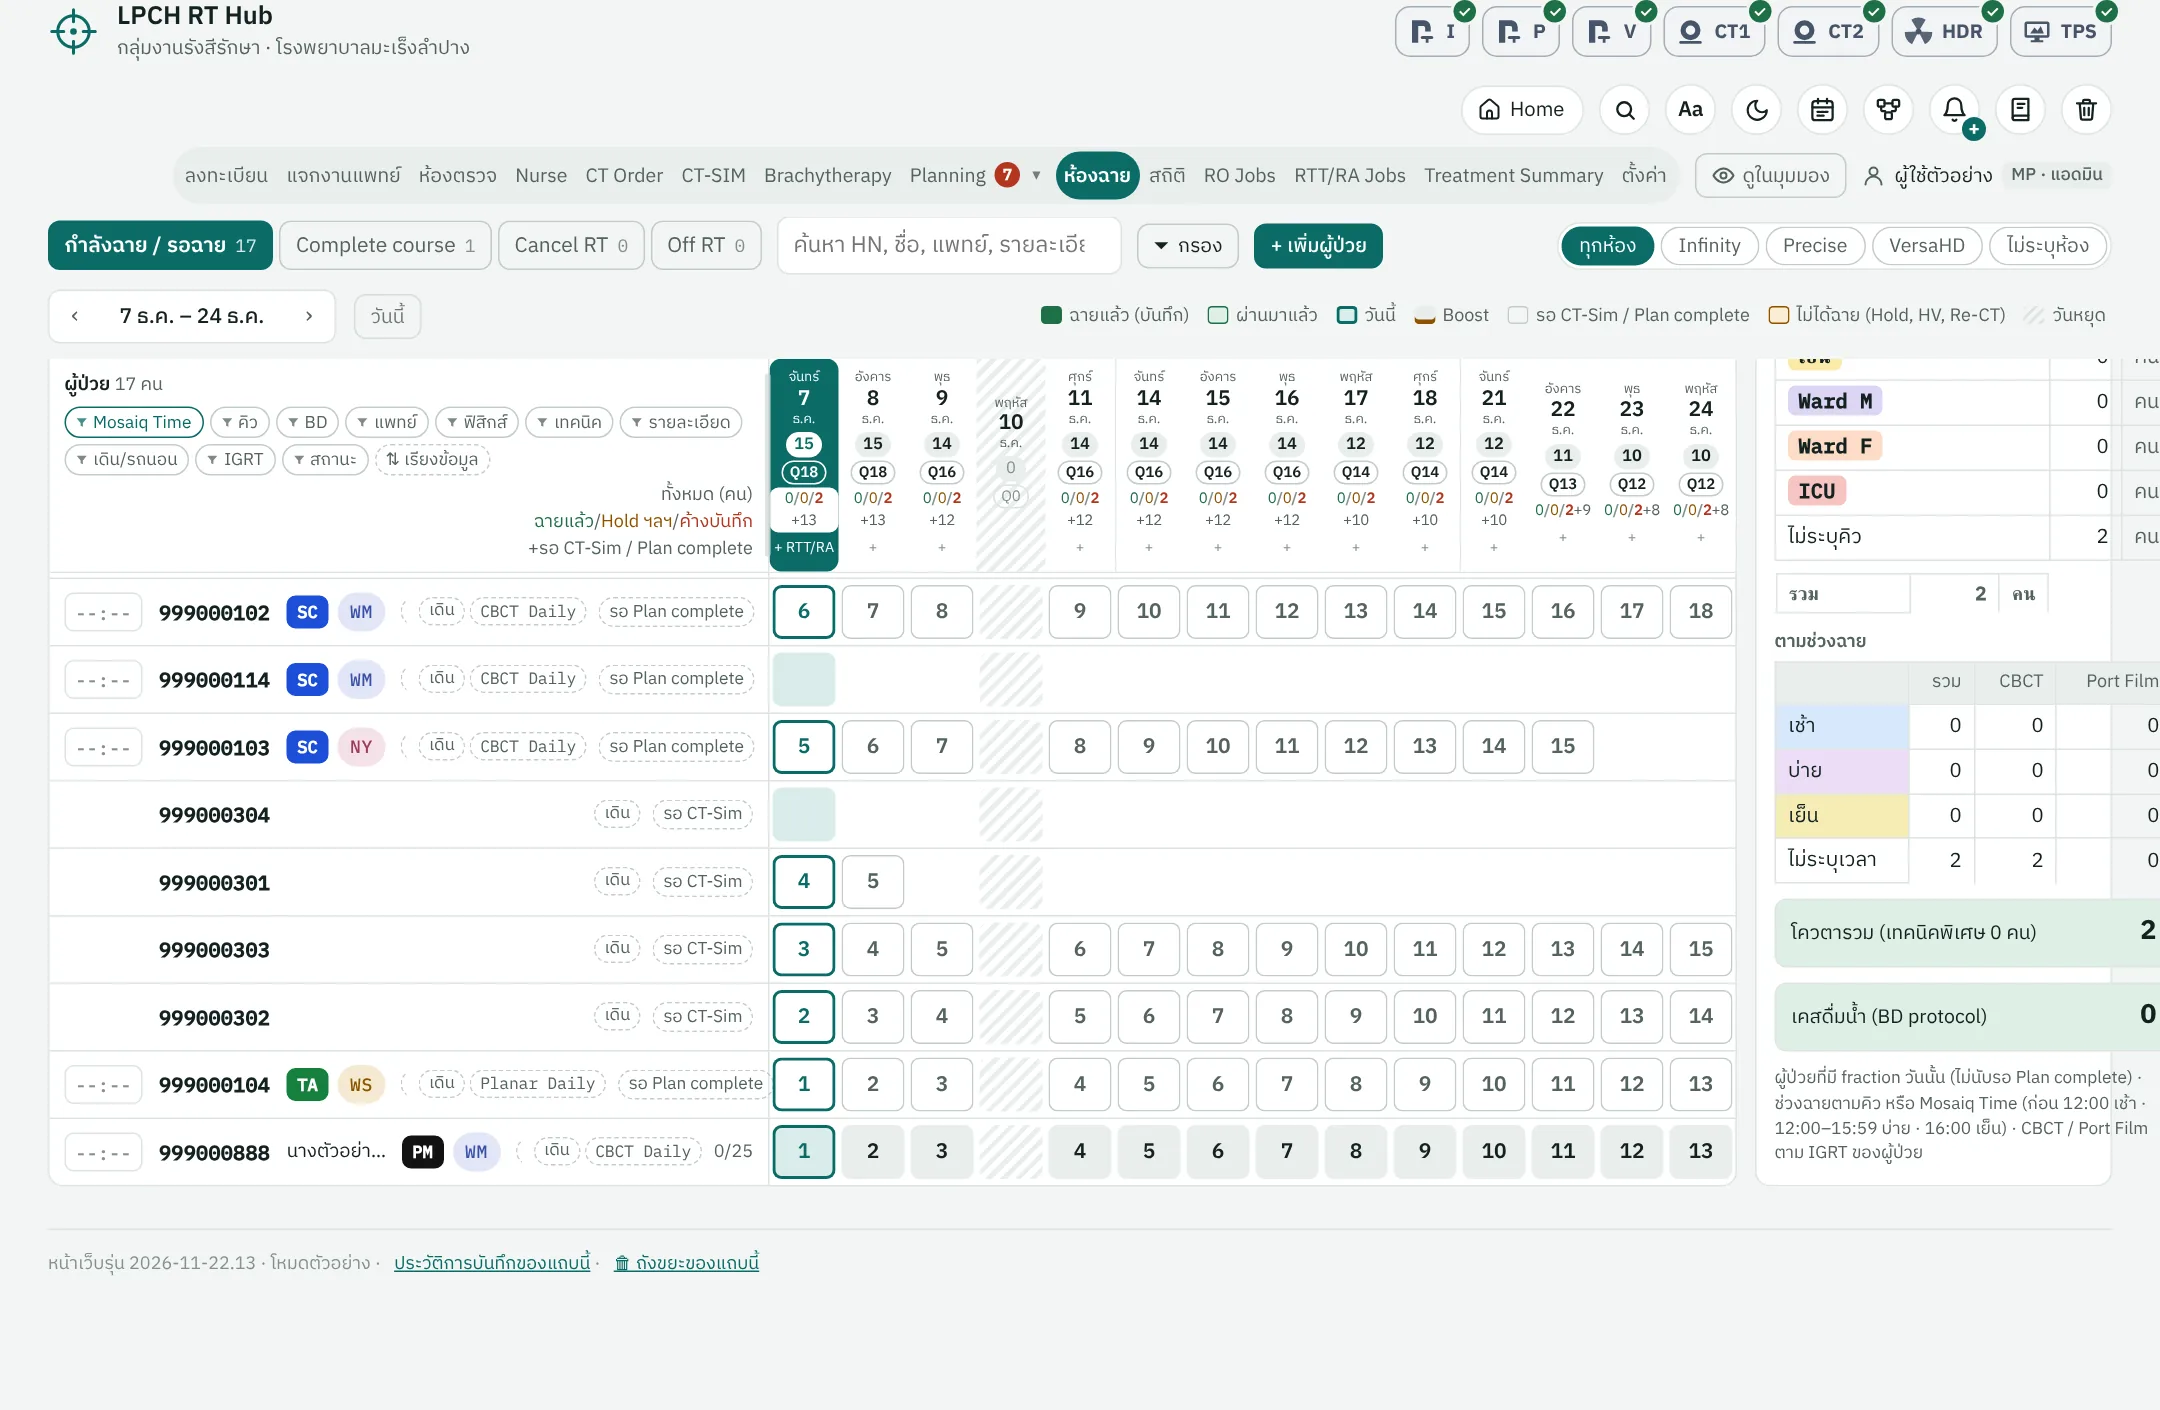 LPCH RT Hub
กลุ่มงานรังสีรักษา · โรงพยาบาลมะเร็งลำปาง
I P V CT1 CT2 HDR TPS
Home Aa
ลงทะเบียน แจกงานแพทย์ ห้องตรวจ Nurse CT Order CT-SIM Brachytherapy Planning 7 ▼ ห้องฉาย สถิติ RO Jobs RTT/RA Jobs Treatment Summary ตั้งค่า ดูในมุมมอง ผู้ใช้ตัวอย่าง MP · แอดมิน
กำลังฉาย / รอฉาย 17 Complete course 1 Cancel RT 0 Off RT 0 ค้นหา HN, ชื่อ, แพทย์, รายละเอีย ▼ กรอง + เพิ่มผู้ป่วย ทุกห้อง Infinity Precise VersaHD ไม่ระบุห้อง
‹ 7 ธ.ค. – 24 ธ.ค. › วันนี้ ฉายแล้ว (บันทึก) ผ่านมาแล้ว วันนี้ Boost รอ CT-Sim / Plan complete ไม่ได้ฉาย (Hold, HV, Re-CT) วันหยุด
ผู้ป่วย 17 คน
Mosaiq Time คิว BD แพทย์ ฟิสิกส์ เทคนิค รายละเอียด
เดิน/รถนอน IGRT สถานะ ⇅ เรียงข้อมูล
ทั้งหมด (คน)
ฉายแล้ว/Hold ฯลฯ/ค้างบันทึก
+รอ CT-Sim / Plan complete
จันทร์ 7 ธ.ค. 15 Q18 0/0/2 +13 + RTT/RA
อังคาร 8 ธ.ค. 15 Q18 0/0/2 +13 +
พุธ 9 ธ.ค. 14 Q16 0/0/2 +12 +
พฤหัส 10 ธ.ค. 0 Q0
ศุกร์ 11 ธ.ค. 14 Q16 0/0/2 +12 +
จันทร์ 14 ธ.ค. 14 Q16 0/0/2 +12 +
อังคาร 15 ธ.ค. 14 Q16 0/0/2 +12 +
พุธ 16 ธ.ค. 14 Q16 0/0/2 +12 +
พฤหัส 17 ธ.ค. 12 Q14 0/0/2 +10 +
ศุกร์ 18 ธ.ค. 12 Q14 0/0/2 +10 +
จันทร์ 21 ธ.ค. 12 Q14 0/0/2 +10 +
อังคาร 22 ธ.ค. 11 Q13 0/0/2+9 +
พุธ 23 ธ.ค. 10 Q12 0/0/2+8 +
พฤหัส 24 ธ.ค. 10 Q12 0/0/2+8 +
--:-- 999000102 SC WM เดิน CBCT Daily รอ Plan complete 6 7 8 9 10 11 12 13 14 15 16 17 18
--:-- 999000114 SC WM เดิน CBCT Daily รอ Plan complete
--:-- 999000103 SC NY เดิน CBCT Daily รอ Plan complete 5 6 7 8 9 10 11 12 13 14 15
999000304 เดิน รอ CT-Sim
999000301 เดิน รอ CT-Sim 4 5
999000303 เดิน รอ CT-Sim 3 4 5 6 7 8 9 10 11 12 13 14 15
999000302 เดิน รอ CT-Sim 2 3 4 5 6 7 8 9 10 11 12 13 14
--:-- 999000104 TA WS เดิน Planar Daily รอ Plan complete 1 2 3 4 5 6 7 8 9 10 11 12 13
--:-- 999000888 นางตัวอย่า... PM WM เดิน CBCT Daily 0/25 1 2 3 4 5 6 7 8 9 10 11 12 13
Ward M 0 คน
Ward F 0 คน
ICU 0 คน
ไม่ระบุคิว 2 คน
รวม 2 คน
ตามช่วงฉาย
รวม CBCT Port Film
เช้า 0 0 0
บ่าย 0 0 0
เย็น 0 0 0
ไม่ระบุเวลา 2 2 0
โควตารวม (เทคนิคพิเศษ 0 คน) 2
เคสดื่มน้ำ (BD protocol) 0
ผู้ป่วยที่มี fraction วันนั้น (ไม่นับรอ Plan complete) ·
ช่วงฉายตามคิว หรือ Mosaiq Time (ก่อน 12:00 เช้า ·
12:00–15:59 บ่าย · 16:00 เย็น) · CBCT / Port Film
ตาม IGRT ของผู้ป่วย
หน้าเว็บรุ่น 2026-11-22.13 · โหมดตัวอย่าง · ประวัติการบันทึกของแถบนี้ · ถังขยะของแถบนี้